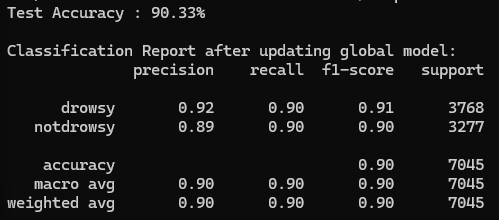 Test Accuracy : 90.33%
Classification Report after updating global model:
precision recall f1-score support
drowsy 0.92 0.90 0.91 3768
notdrowsy 0.89 0.90 0.90 3277
accuracy 0.90 7045
macro avg 0.90 0.90 0.90 7045
weighted avg 0.90 0.90 0.90 7045